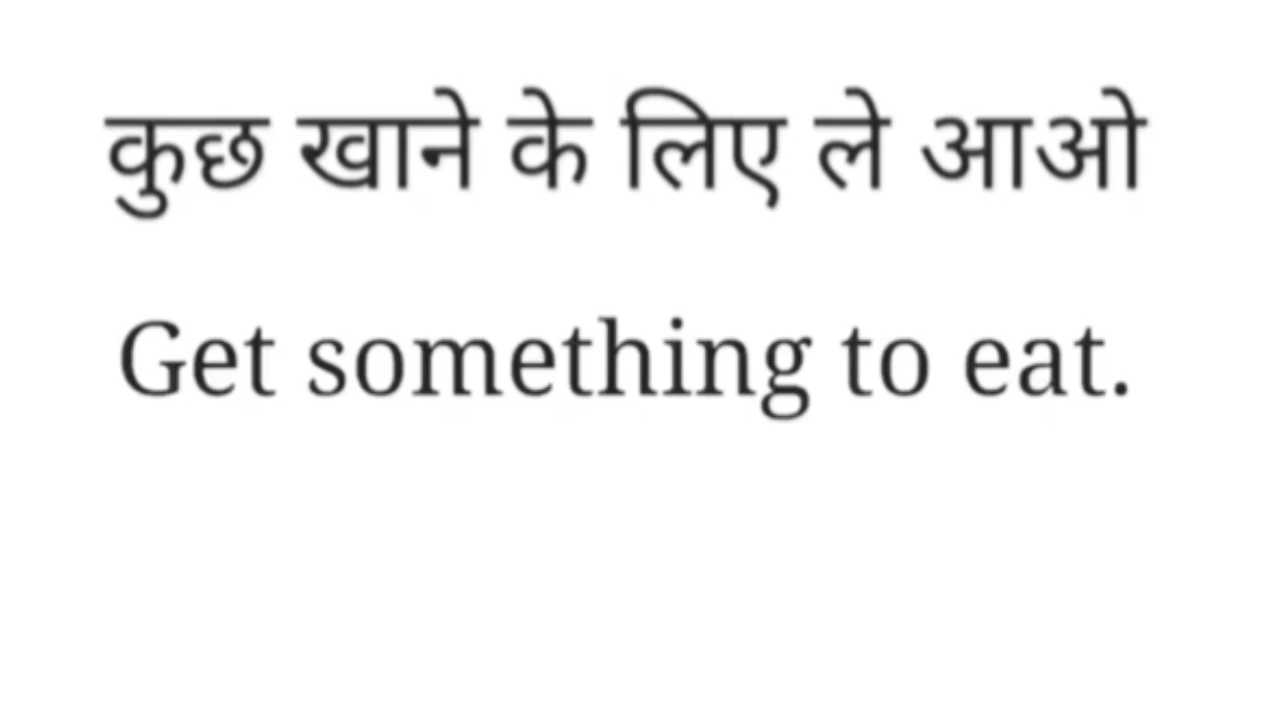 कुछ खाने के लिए ले आओ
Get something to eat.